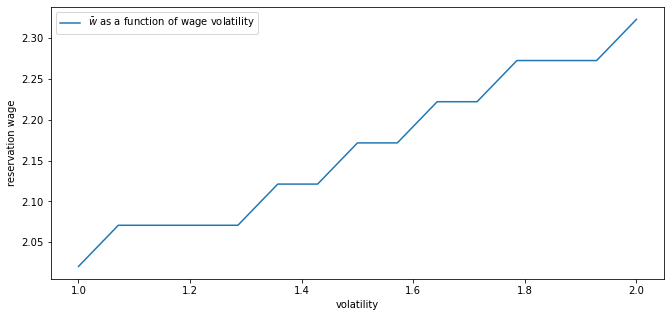 w̄ as a function of wage volatility
2.30
2.25
2.20
2.15
2.10
2.05
reservation wage
1.0 1.2 1.4 1.6 1.8 2.0
volatility